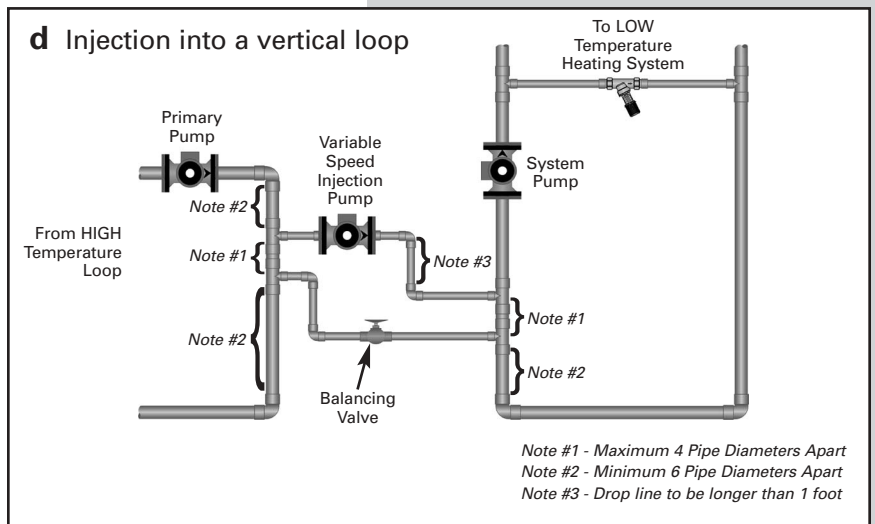 d Injection into a vertical loop
To LOW
Temperature
Heating System
Primary
Pump
Variable
Speed
Injection
Pump
System
Pump
Note #2
From HIGH
Temperature
Loop
Note #1
Note #3
Note #2
Note #1
Note #2
Balancing
Valve
Note #1 - Maximum 4 Pipe Diameters Apart
Note #2 - Minimum 6 Pipe Diameters Apart
Note #3 - Drop line to be longer than 1 foot